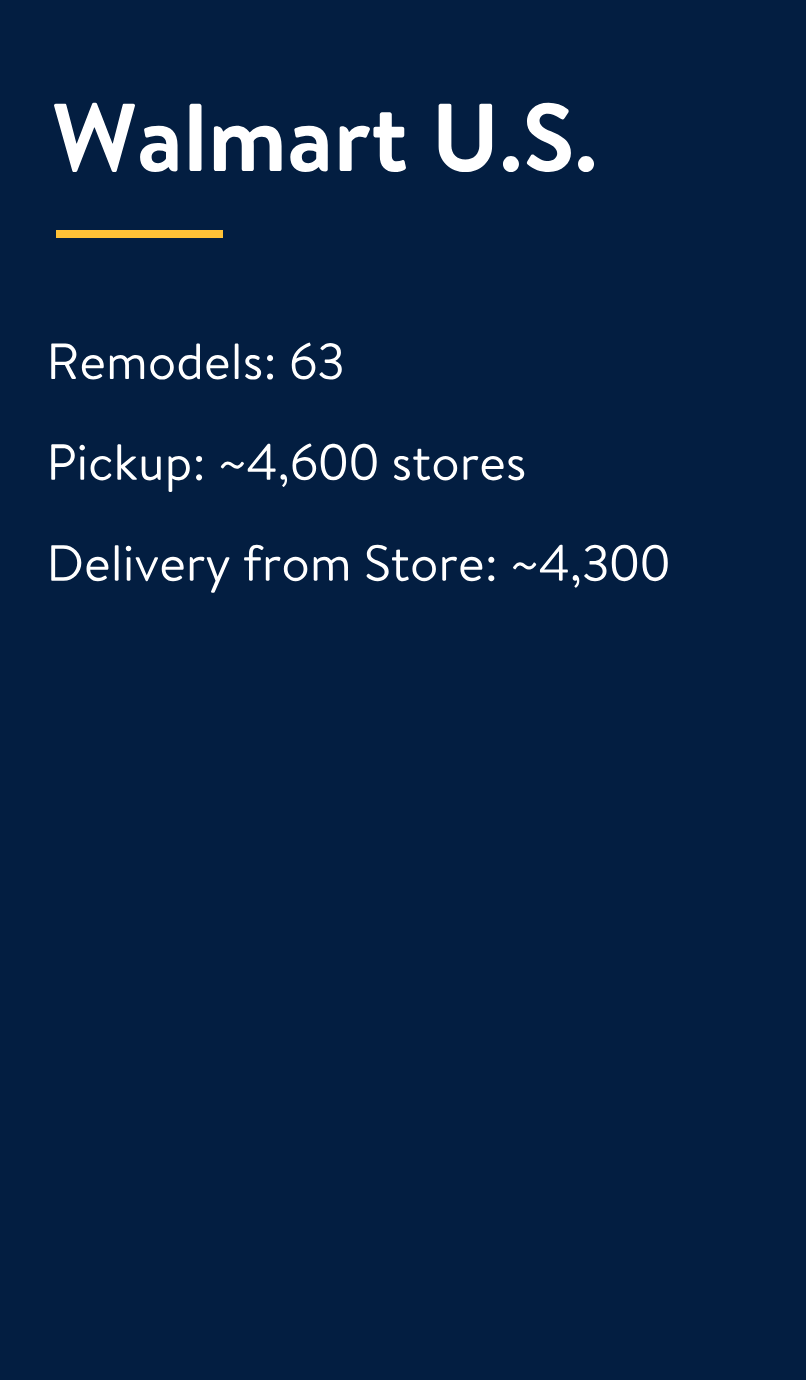 Walmart U.S.
Remodels: 63
Pickup: ~4,600 stores
Delivery from Store: ~4,300